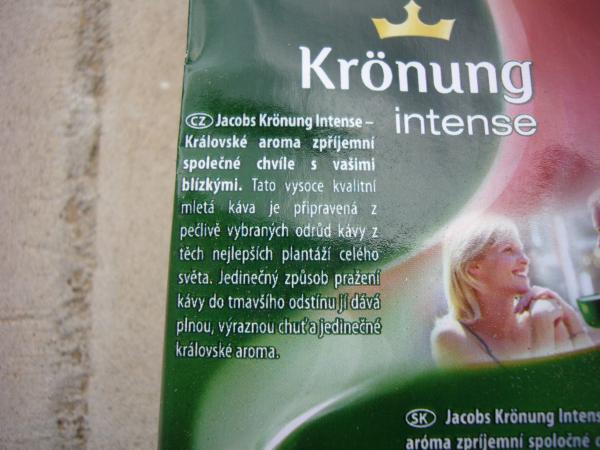 Krönung
intense
CZ Jacobs Krönung Intense –
Královské aroma zpříjemní
společné chvíle s vašimi
blízkými. Tato vysoce kvalitní
mletá káva je připravená z
pečlivě vybraných odrůd kávy z
těch nejlepších plantáží celého
světa. Jedinečný způsob pražení
kávy do tmavšího odstínu jí dává
plnou, výraznou chuť a jedinečné
královské aroma.
SK Jacobs Krönung Intens
aróma zpríjemní spoločné